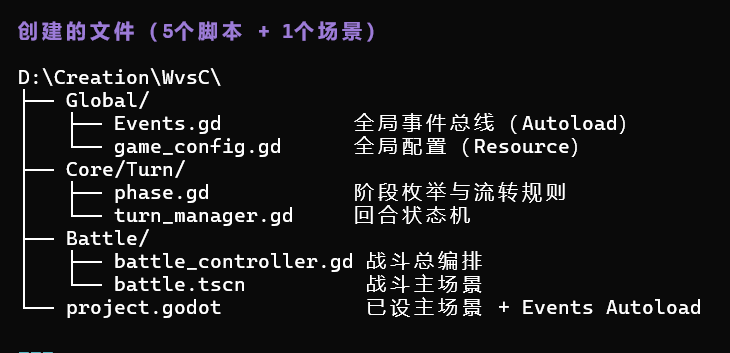 创建的文件 (5个脚本 + 1个场景)
D:\Creation\WvsC\
├── Global/
│   ├── Events.gd           全局事件总线 (Autoload)
│   └── game_config.gd      全局配置 (Resource)
├── Core/Turn/
│   ├── phase.gd            阶段枚举与流转规则
│   └── turn_manager.gd     回合状态机
├── Battle/
│   ├── battle_controller.gd 战斗总编排
│   └── battle.tscn          战斗主场景
└── project.godot            已设主场景 + Events Autoload